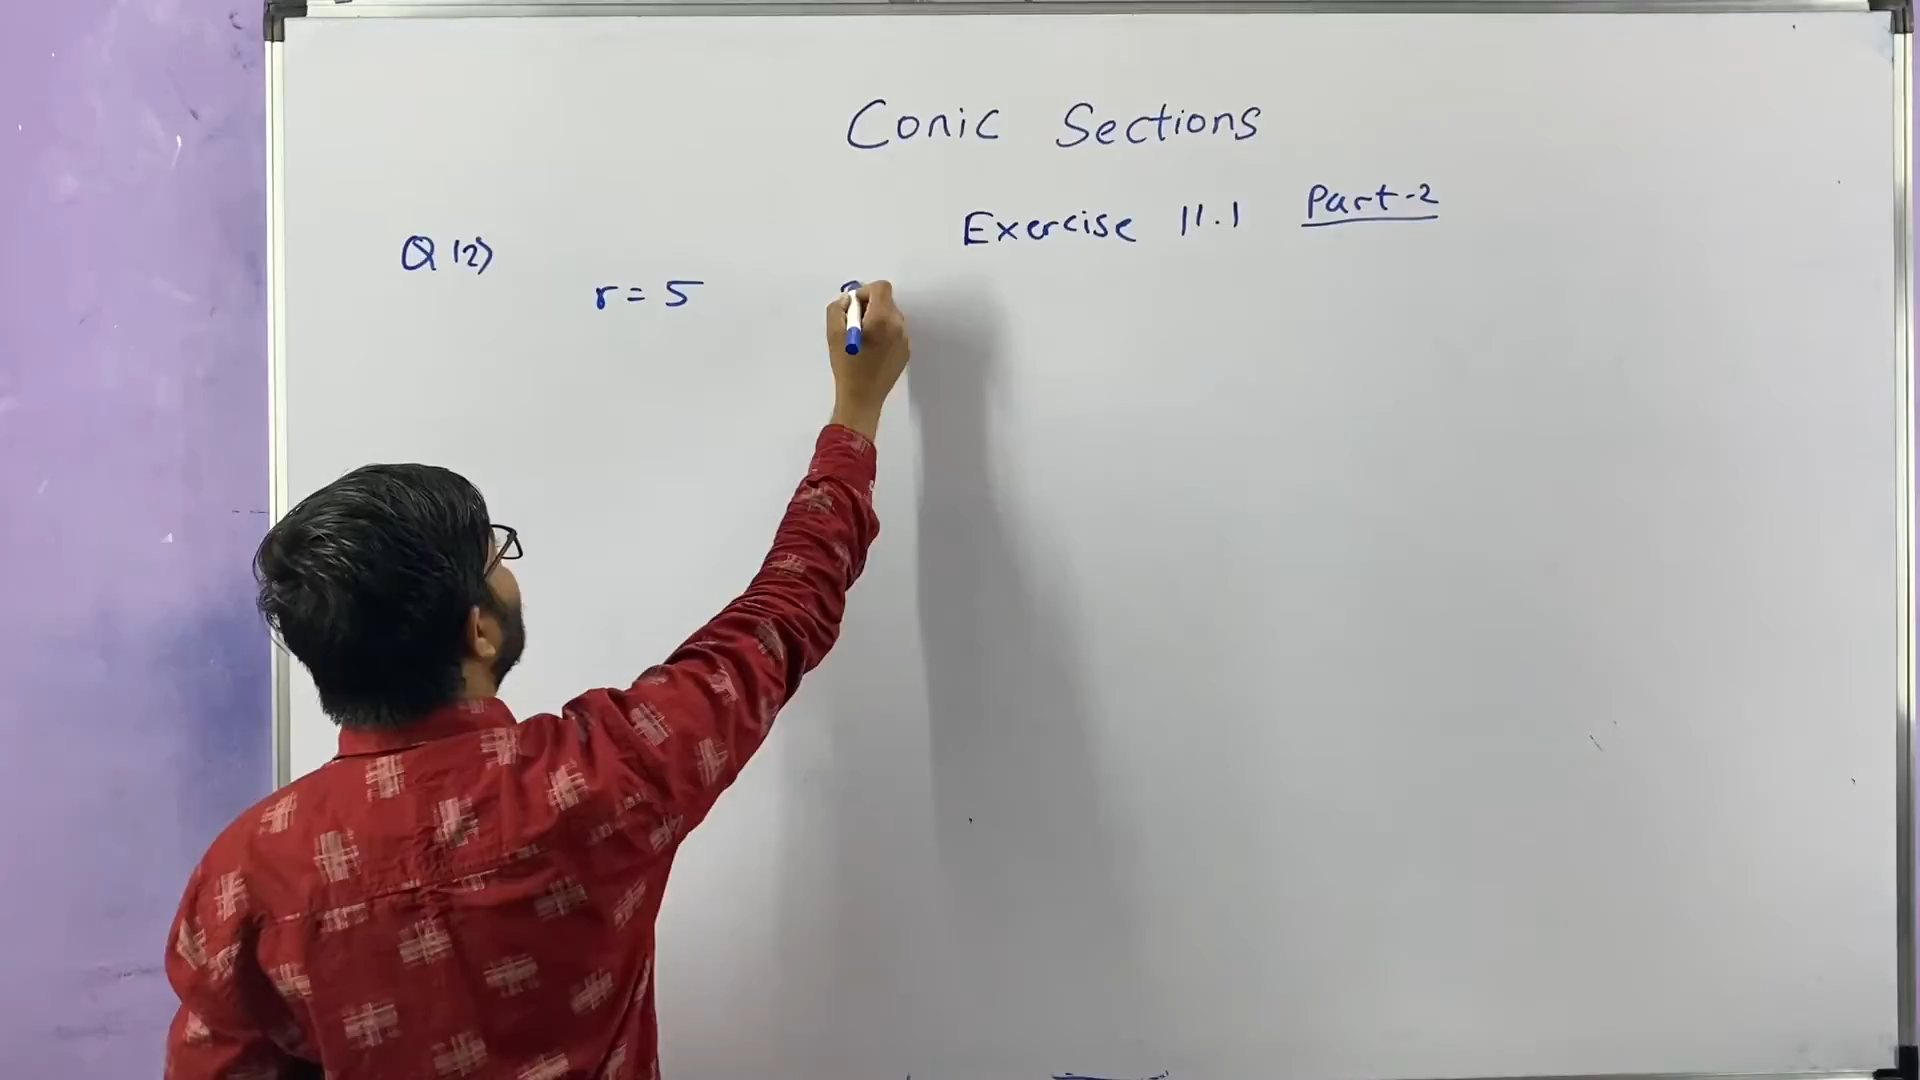 Conic Sections
Exercise 11.1 Part-2
Q 12)
r = 5